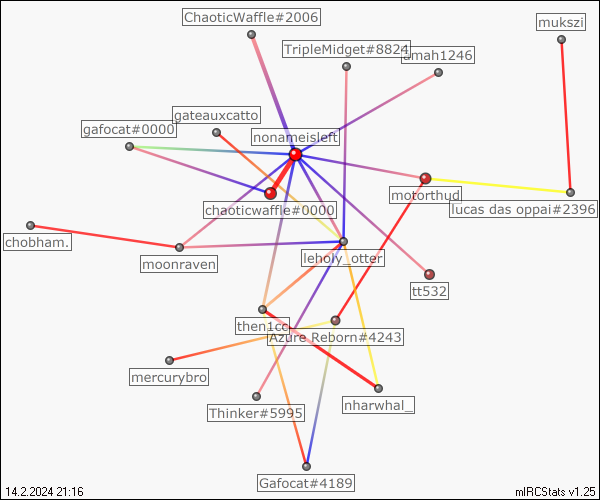 ChaoticWaffle#2006
mukszi
TripleMidget#8824
amah1246
gateauxcatto
gafocat#0000
nonameisleft
motorthud
chaoticwaffle#0000
lucas das oppai#2396
chobham.
moonraven
leholy_otter
tt532
then1cc
Azure Reborn#4243
mercurybro
nharwhal_
Thinker#5995
Gafocat#4189
14.2.2024 21:16
mIRCStats v1.25